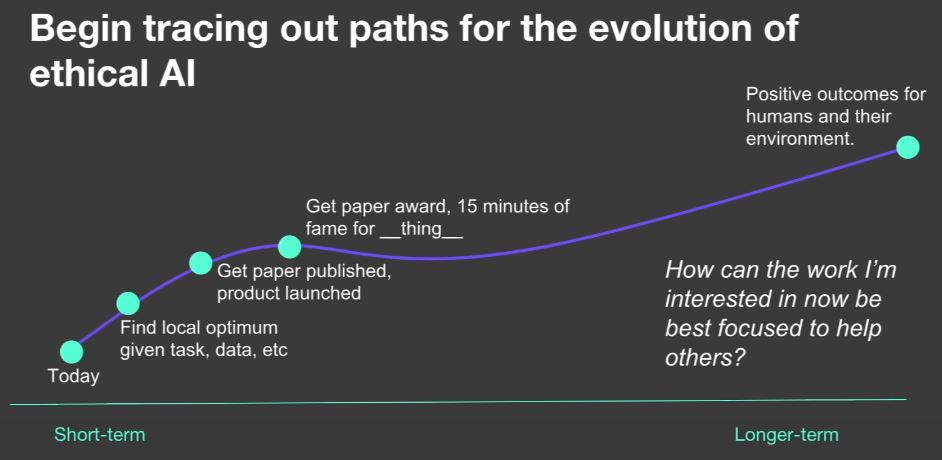 Begin tracing out paths for the evolution of
ethical AI
Positive outcomes for
humans and their
environment.
Get paper award, 15 minutes of
fame for __thing__
Get paper published,
product launched
Find local optimum
given task, data, etc
Today
How can the work I’m
interested in now be
best focused to help
others?
Short-term
Longer-term